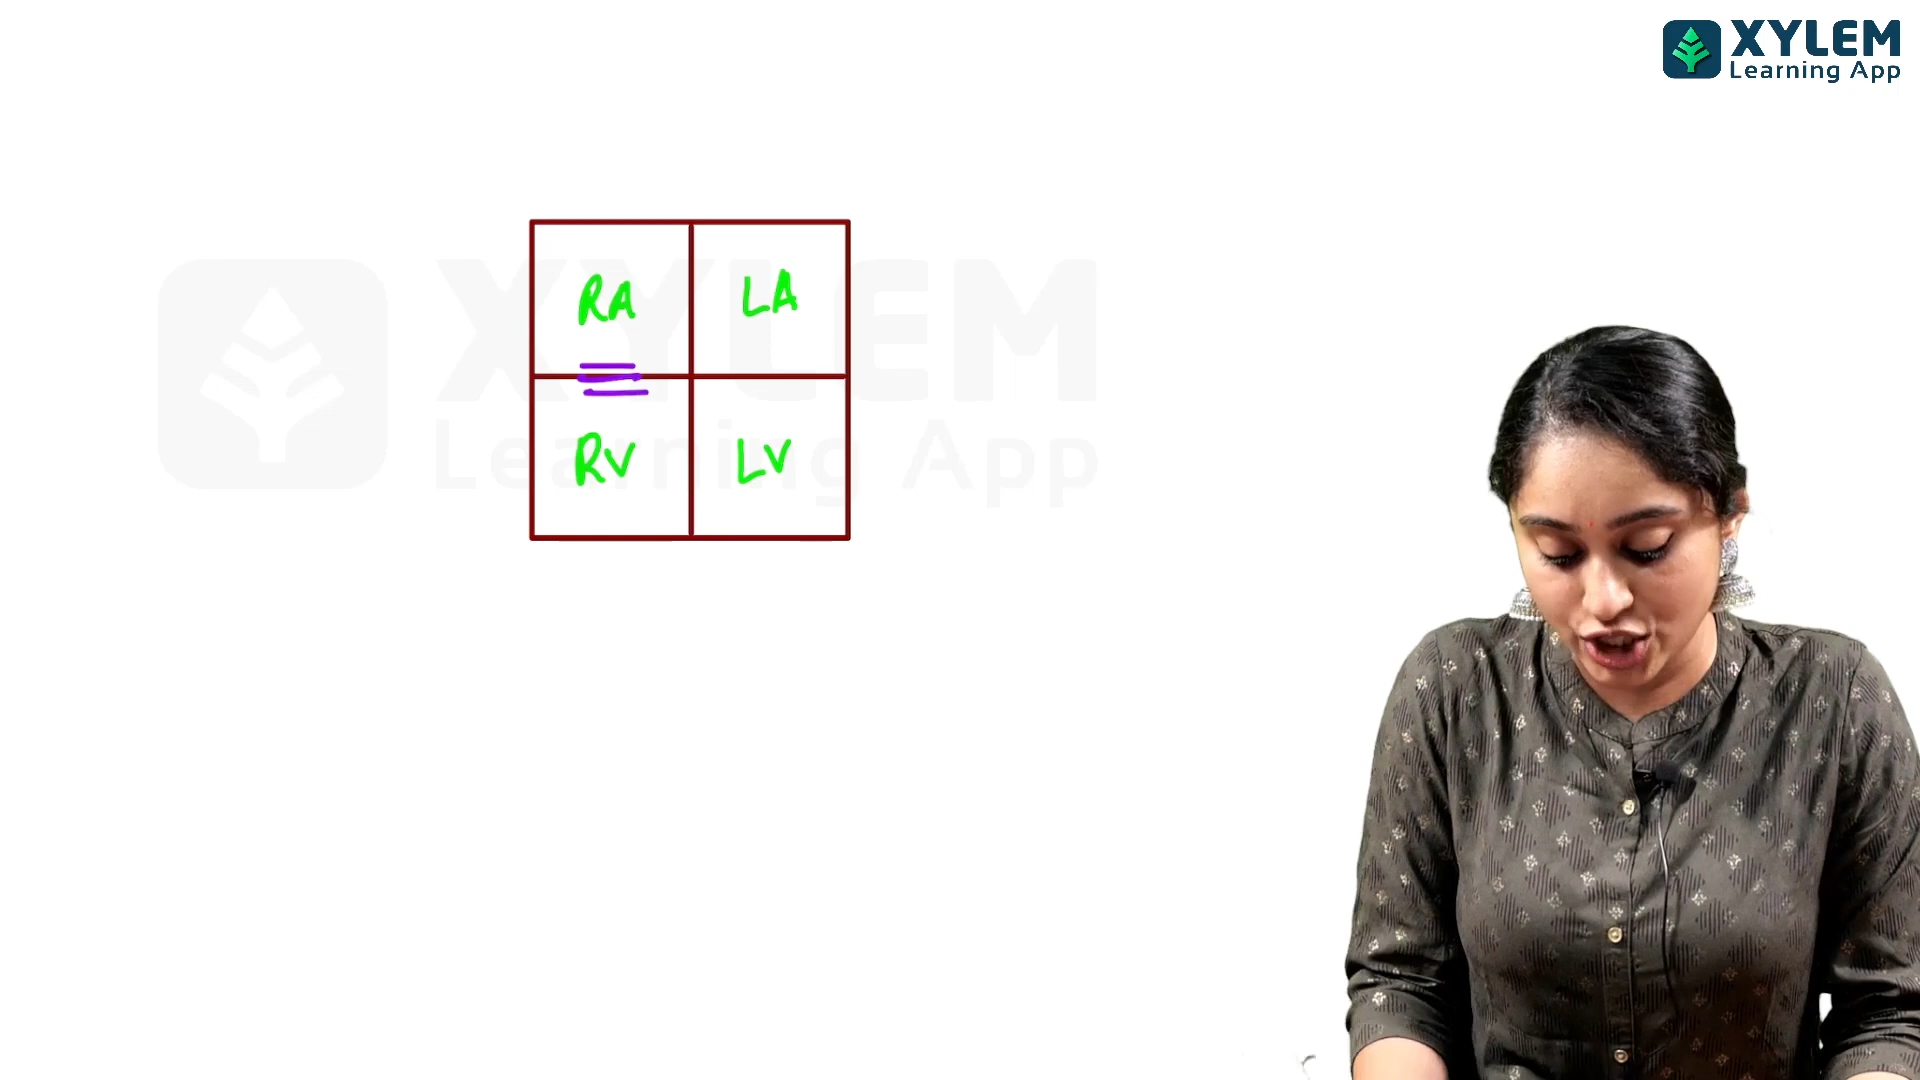 XYLEM
Learning App
RA LA
RV LV
XYLEM
Learning App